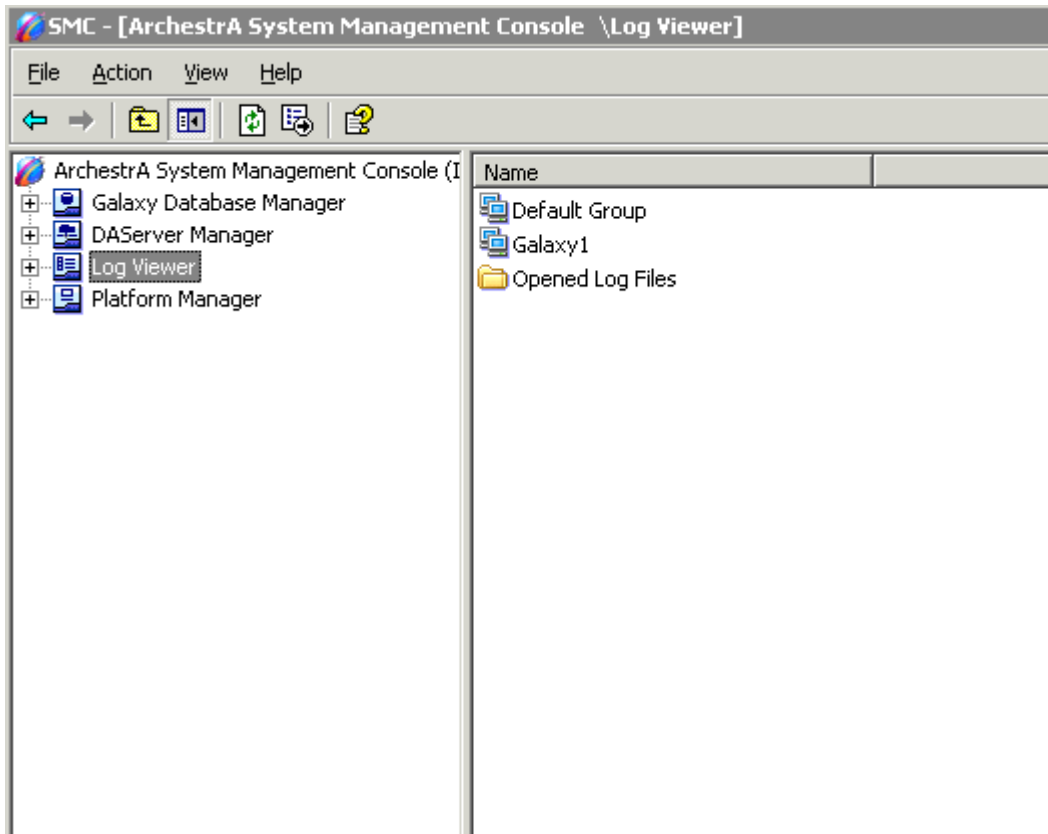 SMC - [ArchestrA System Management Console \Log Viewer]
File Action View Help
ArchestrA System Management Console (I
Galaxy Database Manager
DAServer Manager
Log Viewer
Platform Manager
Name
Default Group
Galaxy1
Opened Log Files